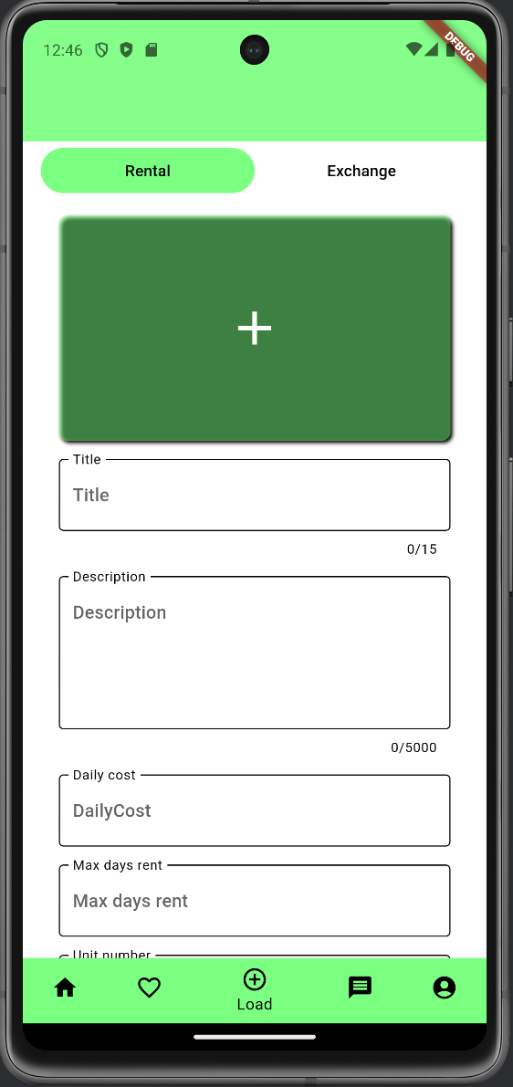 12:46
DEBUG
Rental
Exchange
Title
Title
0/15
Description
Description
0/5000
Daily cost
DailyCost
Max days rent
Max days rent
Unit number
Load